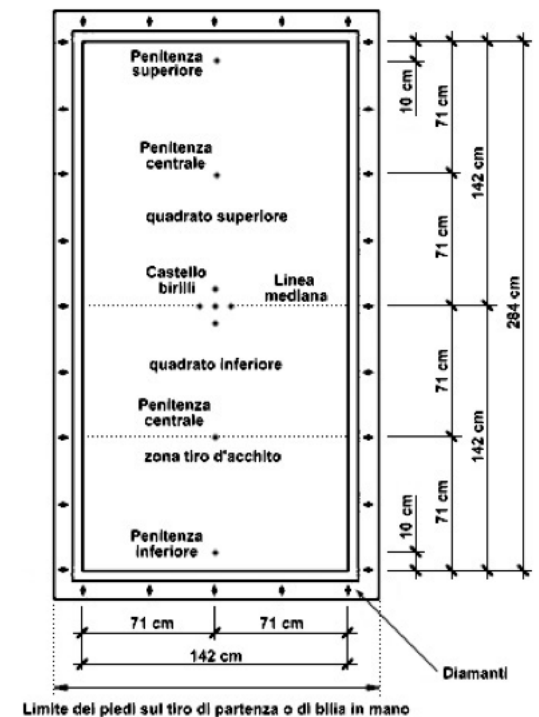 Penitenza
superiore
10 cm
71 cm
142 cm
284 cm
Penitenza
centrale
quadrato superiore
71 cm
Castello
birilli
Linea
mediana
quadrato inferiore
71 cm
142 cm
Penitenza
centrale
zona tiro d'acchito
71 cm
10 cm
Penitenza
inferiore
71 cm
71 cm
142 cm
Diamanti
Limite dei piedi sul tiro di partenza o di bilia in mano